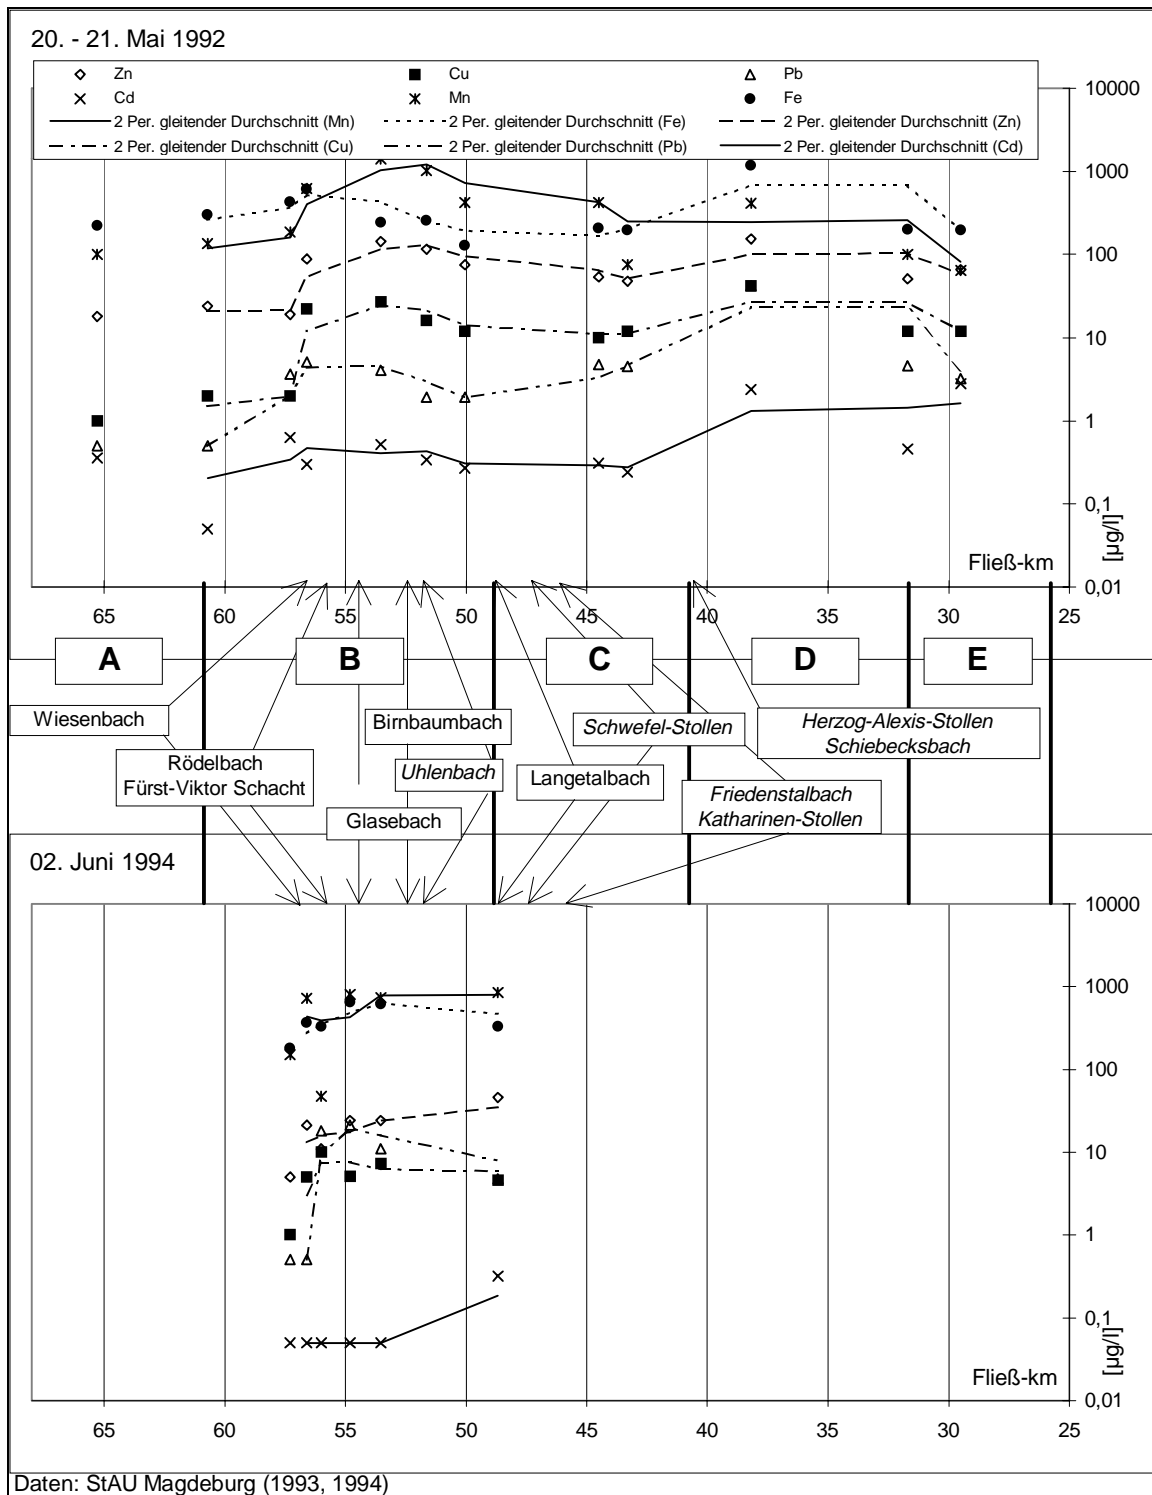 20. - 21. Mai 1992
Zn Cu Pb
Cd Mn Fe
2 Per. gleitender Durchschnitt (Mn) 2 Per. gleitender Durchschnitt (Fe) 2 Per. gleitender Durchschnitt (Zn)
2 Per. gleitender Durchschnitt (Cu) 2 Per. gleitender Durchschnitt (Pb) 2 Per. gleitender Durchschnitt (Cd)
10000
1000
100
10
1
0,1
0,01
[µg/l]
Fließ-km
65 60 55 50 45 40 35 30 25
A B C D E
Wiesenbach
Rödelbach
Fürst-Viktor Schacht
Glasebach
Birnbaumbach
Uhlenbach
Langetalbach
Schwefel-Stollen
Friedenstalbach
Katharinen-Stollen
Herzog-Alexis-Stollen
Schiebecksbach
02. Juni 1994
10000
1000
100
10
1
0,1
0,01
[µg/l]
Fließ-km
65 60 55 50 45 40 35 30 25
Daten: StAU Magdeburg (1993, 1994)